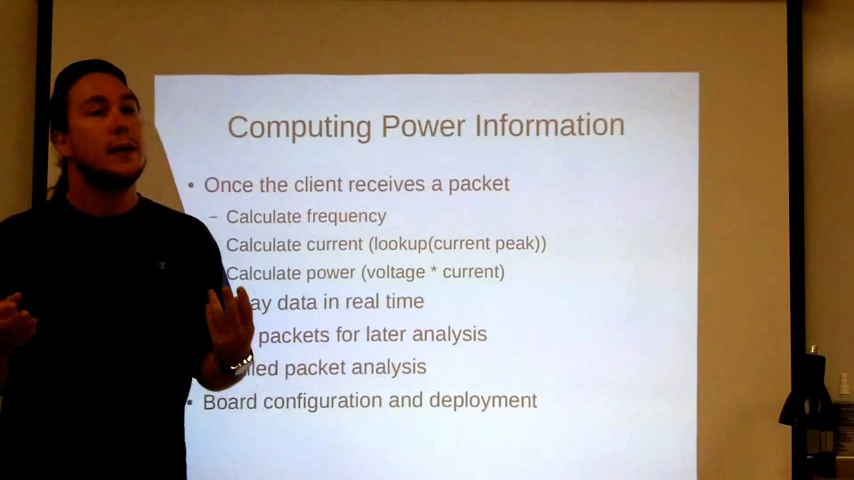 Computing Power Information
• Once the client receives a packet
– Calculate frequency
Calculate current (lookup(current peak))
Calculate power (voltage * current)
data in real time
packets for later analysis
packet analysis
• Board configuration and deployment